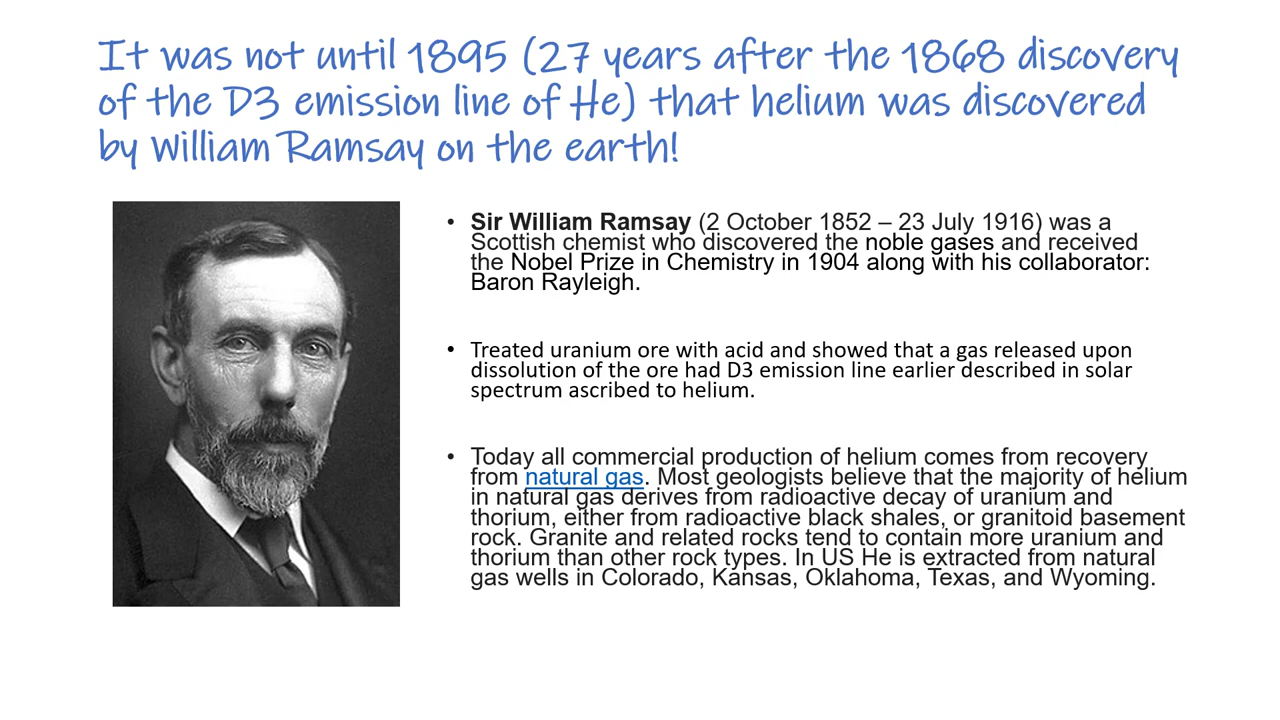 It was not until 1895 (27 years after the 1868 discovery
of the D3 emission line of He) that helium was discovered
by William Ramsay on the earth!
• Sir William Ramsay (2 October 1852 – 23 July 1916) was a
Scottish chemist who discovered the noble gases and received
the Nobel Prize in Chemistry in 1904 along with his collaborator:
Baron Rayleigh.
• Treated uranium ore with acid and showed that a gas released upon
dissolution of the ore had D3 emission line earlier described in solar
spectrum ascribed to helium.
• Today all commercial production of helium comes from recovery
from natural gas. Most geologists believe that the majority of helium
in natural gas derives from radioactive decay of uranium and
thorium, either from radioactive black shales, or granitoid basement
rock. Granite and related rocks tend to contain more uranium and
thorium than other rock types. In US He is extracted from natural
gas wells in Colorado, Kansas, Oklahoma, Texas, and Wyoming.